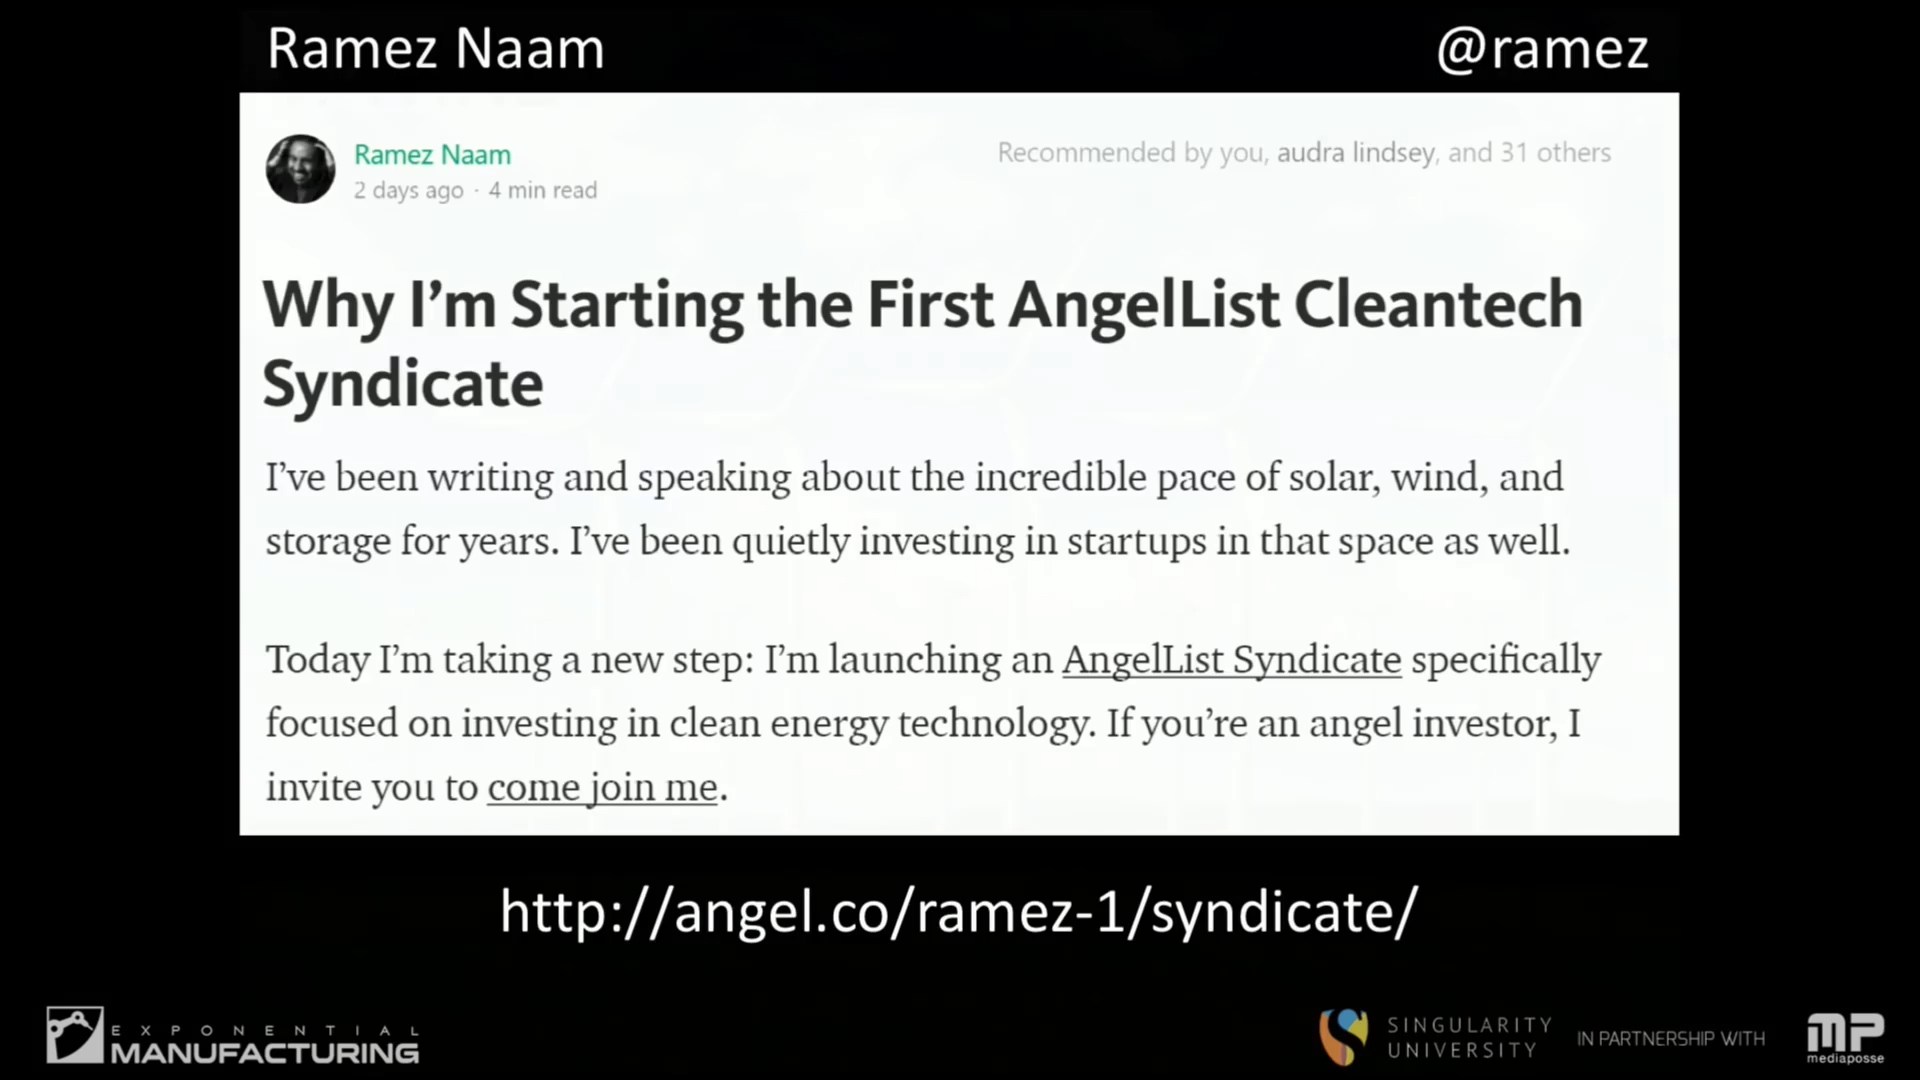 Ramez Naam
@ramez
Ramez Naam
2 days ago · 4 min read
Recommended by you, audra lindsey, and 31 others
Why I'm Starting the First AngelList Cleantech
Syndicate
I've been writing and speaking about the incredible pace of solar, wind, and
storage for years. I've been quietly investing in startups in that space as well.
Today I'm taking a new step: I'm launching an AngelList Syndicate specifically
focused on investing in clean energy technology. If you're an angel investor, I
invite you to come join me.
http://angel.co/ramez-1/syndicate/
EXPONENTIAL
MANUFACTURING
SINGULARITY
UNIVERSITY
IN PARTNERSHIP WITH
MP
mediaposse